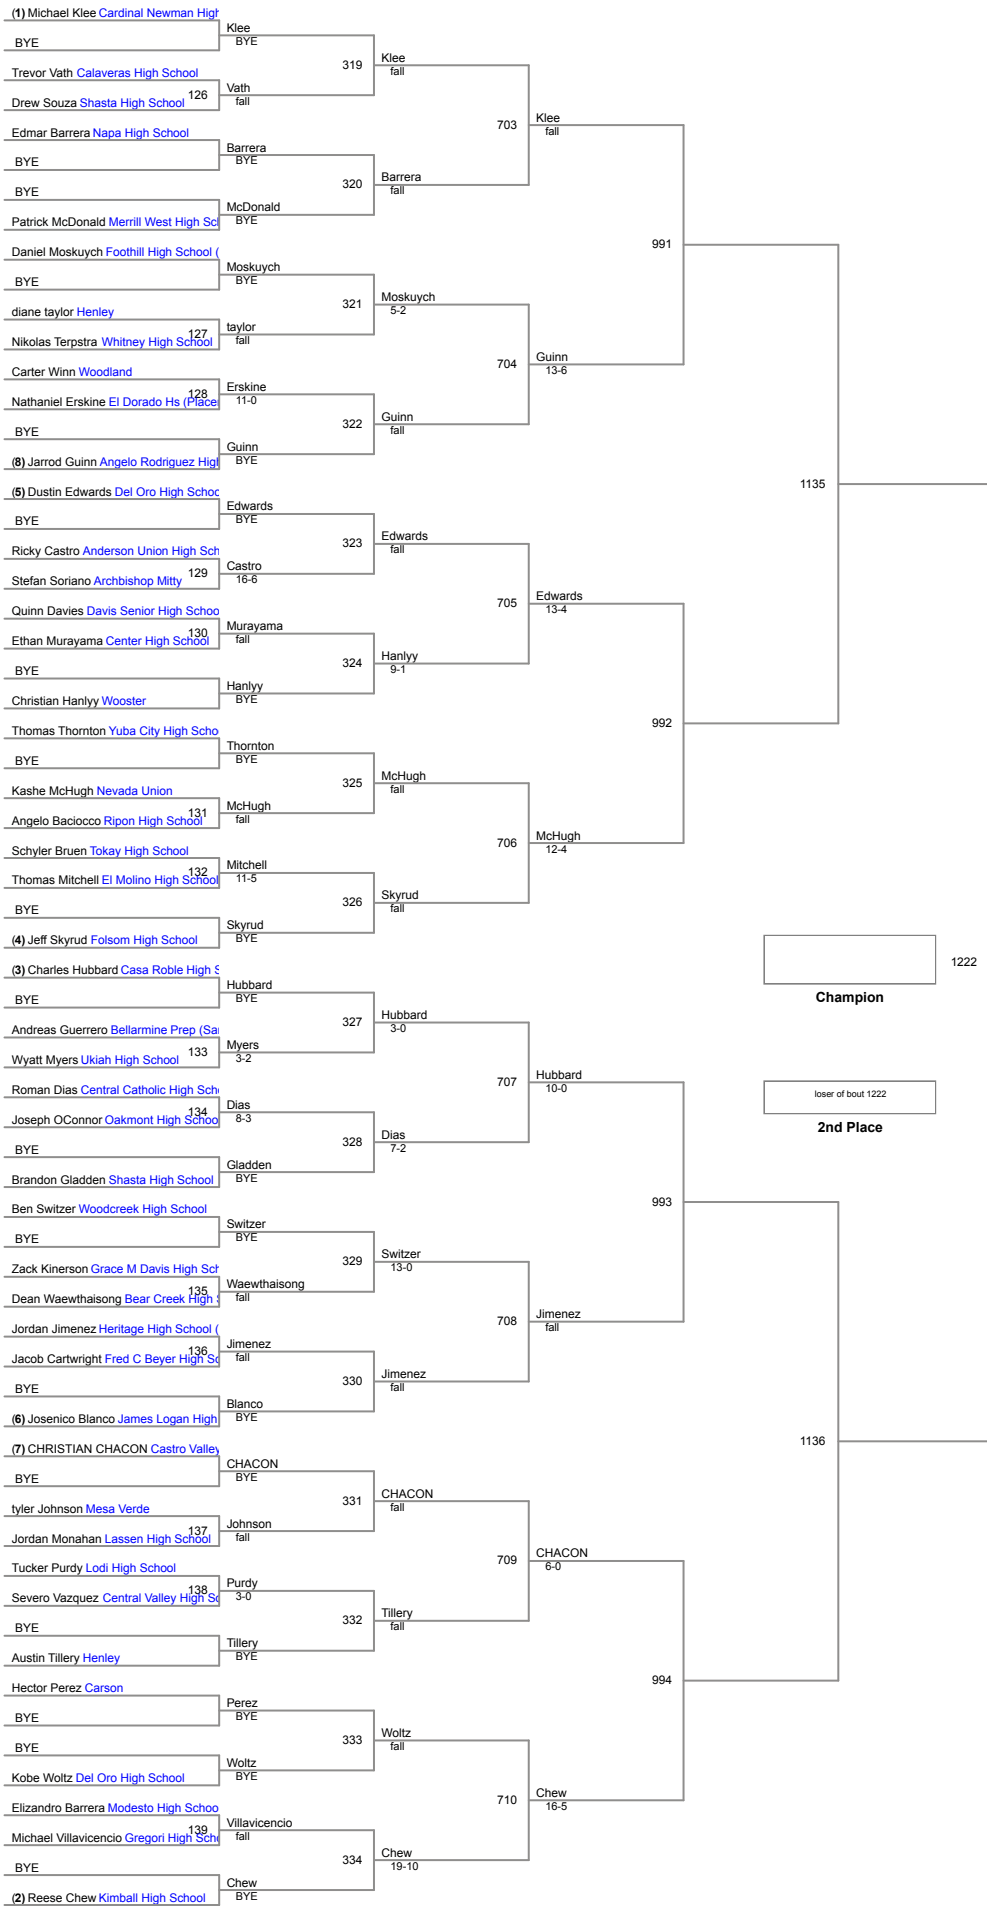 (1) Michael Klee Cardinal Newman High
Klee
BYE
BYE
319
Klee
fall
Trevor Vath Calaveras High School
126
Vath
fall
Drew Souza Shasta High School
703
Klee
fall
Edmar Barrera Napa High School
Barrera
BYE
BYE
320
Barrera
fall
BYE
McDonald
BYE
Patrick McDonald Merrill West High Scl
991
Daniel Moskuych Foothill High School (
Moskuych
BYE
BYE
321
Moskuych
5-2
diane taylor Henley
127
taylor
fall
Nikolas Terpstra Whitney High School
704
Guinn
13-6
Carter Winn Woodland
128
Erskine
11-0
Nathaniel Erskine El Dorado Hs (Place
322
Guinn
fall
BYE
Guinn
BYE
(8) Jarrod Guinn Angelo Rodriguez High
1135
(5) Dustin Edwards Del Oro High Schoo
Edwards
BYE
BYE
323
Edwards
fall
Ricky Castro Anderson Union High Sch
129
Castro
16-6
Stefan Soriano Archbishop Mitty
705
Edwards
13-4
Quinn Davies Davis Senior High Schoo
130
Murayama
fall
Ethan Murayama Center High School
324
Hanlyy
9-1
BYE
Hanlyy
BYE
Christian Hanlyy Wooster
992
Thomas Thornton Yuba City High Scho
Thornton
BYE
BYE
325
McHugh
fall
Kashe McHugh Nevada Union
131
McHugh
fall
Angelo Baciocco Ripon High School
706
McHugh
12-4
Schyler Bruen Tokay High School
132
Mitchell
11-5
Thomas Mitchell El Molino High School
326
Skyrud
fall
BYE
Skyrud
BYE
(4) Jeff Skyrud Folsom High School
1222
Champion
(3) Charles Hubbard Casa Roble High S
Hubbard
BYE
BYE
327
Hubbard
3-0
Andreas Guerrero Bellarmine Prep (Sa
133
Myers
3-2
Wyatt Myers Ukiah High School
707
Hubbard
10-0
loser of bout 1222
2nd Place
Roman Dias Central Catholic High Sch
134
Dias
8-3
Joseph OConnor Oakmont High Schoo
328
Dias
7-2
BYE
Gladden
BYE
Brandon Gladden Shasta High School
993
Ben Switzer Woodcreek High School
Switzer
BYE
BYE
329
Switzer
13-0
Zack Kinerson Grace M Davis High Sch
135
Waewthaisong
fall
Dean Waewthaisong Bear Creek High S
708
Jimenez
fall
Jordan Jimenez Heritage High School (
136
Jimenez
fall
Jacob Cartwright Fred C Beyer High Sc
330
Jimenez
fall
BYE
Blanco
BYE
(6) Josenico Blanco James Logan High
1136
(7) CHRISTIAN CHACON Castro Valley
CHACON
BYE
BYE
331
CHACON
fall
tyler Johnson Mesa Verde
137
Johnson
fall
Jordan Monahan Lassen High School
709
CHACON
6-0
Tucker Purdy Lodi High School
138
Purdy
3-0
Severo Vazquez Central Valley High Sc
332
Tillery
fall
BYE
Tillery
BYE
Austin Tillery Henley
994
Hector Perez Carson
Perez
BYE
BYE
333
Woltz
fall
BYE
Woltz
BYE
Kobe Woltz Del Oro High School
710
Chew
16-5
Elizandro Barrera Modesto High Schoo
139
Villavicencio
fall
Michael Villavicencio Gregori High Sch
334
Chew
19-10
BYE
Chew
BYE
(2) Reese Chew Kimball High School